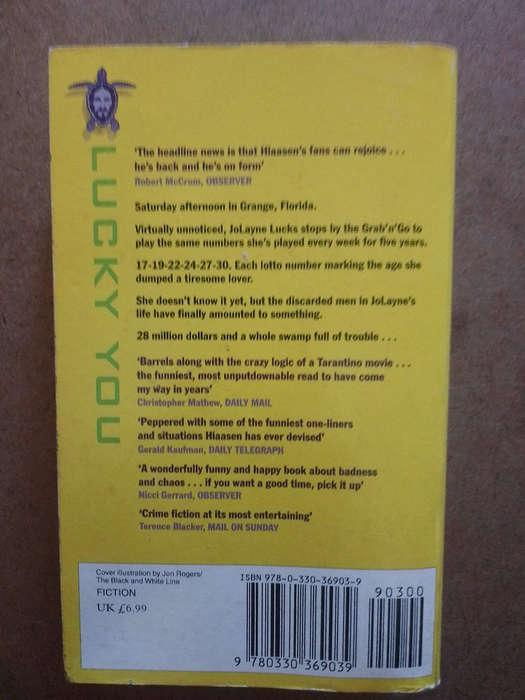 LUCKY YOU
'The headline news is that Hiaasen's fans can rejoice . . .
he's back and he's on form'
Robert McCrum, OBSERVER
Saturday afternoon in Grange, Florida.
Virtually unnoticed, JoLayne Lucks stops by the Grab'n'Go to
play the same numbers she's played every week for five years.
17-19-22-24-27-30. Each lotto number marking the age she
dumped a tiresome lover.
She doesn't know it yet, but the discarded men in JoLayne's
life have finally amounted to something.
28 million dollars and a whole swamp full of trouble . . .
'Barrels along with the crazy logic of a Tarantino movie . . .
the funniest, most unputdownable read to have come
my way in years'
Christopher Mathew, DAILY MAIL
'Peppered with some of the funniest one-liners
and situations Hiaasen has ever devised'
Gerald Kaufman, DAILY TELEGRAPH
'A wonderfully funny and happy book about badness
and chaos . . . if you want a good time, pick it up'
Nicci Gerrard, OBSERVER
'Crime fiction at its most entertaining'
Terence Blacker, MAIL ON SUNDAY
Cover illustration by Jon Rogers/
The Black and White Line
FICTION
UK £6.99
ISBN 978-0-330-36903-9
90300
9 780330 369039